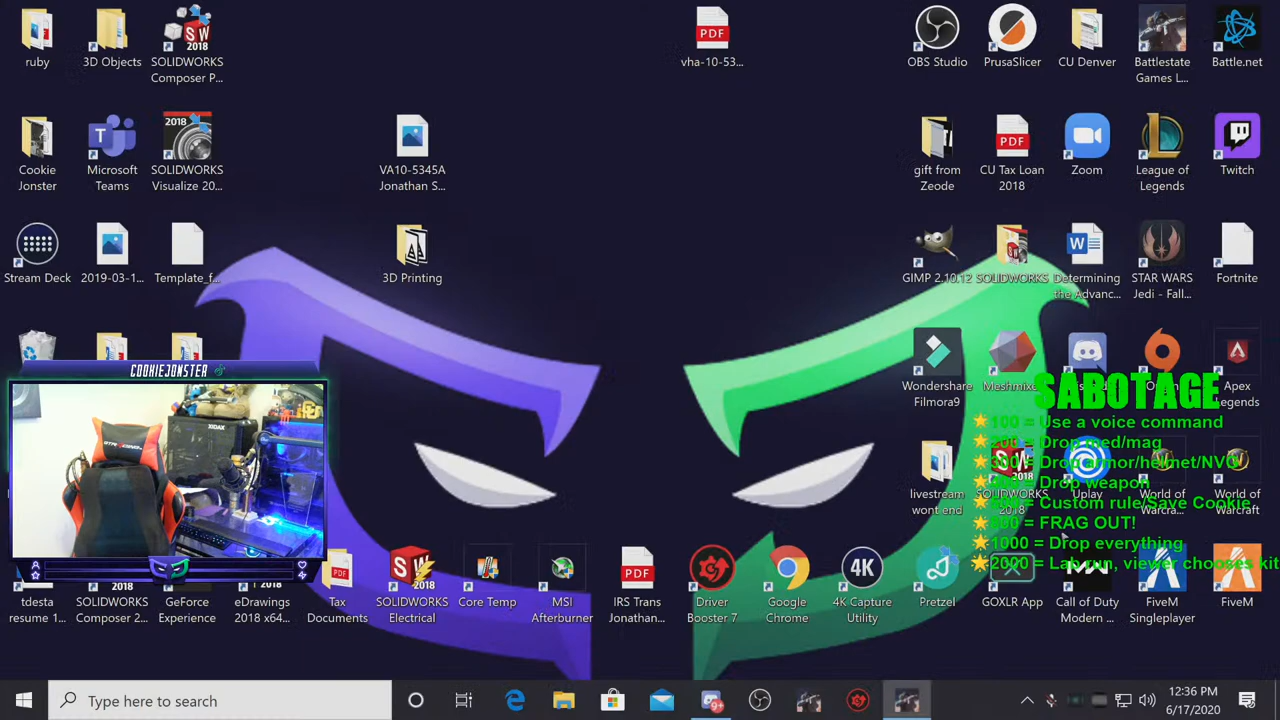 ruby
3D Objects
SOLIDWORKS
Composer P...
vha-10-53...
OBS Studio
PrusaSlicer
CU Denver
Battlestate
Games L...
Battle.net
Cookie
Jonster
Microsoft
Teams
SOLIDWORKS
Visualize 20...
VA10-5345A
Jonathan S...
gift from
Zeode
CU Tax Loan
2018
Zoom
League of
Legends
Twitch
Stream Deck
2019-03-1...
Template_f...
3D Printing
GIMP 2.10.12
SOLIDWORKS
Determining
the Advanc...
STAR WARS
Jedi - Fall...
Fortnite
COOKIEJONSTER
Wondershare
Filmora9
Meshmixer
Apex
Legends
SABOTAGE
100 = Use a voice command
200 = Drop med/mag
300 = Drop armor/helmet/NVG
= Drop weapon
= Custom rule/Save Cookie
= FRAG OUT!
1000 = Drop everything
2000 = Lab run, viewer chooses kit
livestream
wont end
SOLIDWORKS
2018
Uplay
World of
Warcra...
World of
Warcraft
XIDAX
tdesta
resume 1...
SOLIDWORKS
Composer 2...
GeForce
Experience
eDrawings
2018 x64...
Tax
Documents
SOLIDWORKS
Electrical
Core Temp
MSI
Afterburner
IRS Trans
Jonathan...
Driver
Booster 7
Google
Chrome
4K Capture
Utility
Pretzel
GOXLR App
Call of Duty
Modern ...
FiveM
Singleplayer
FiveM
Type here to search
9+
12:36 PM
6/17/2020